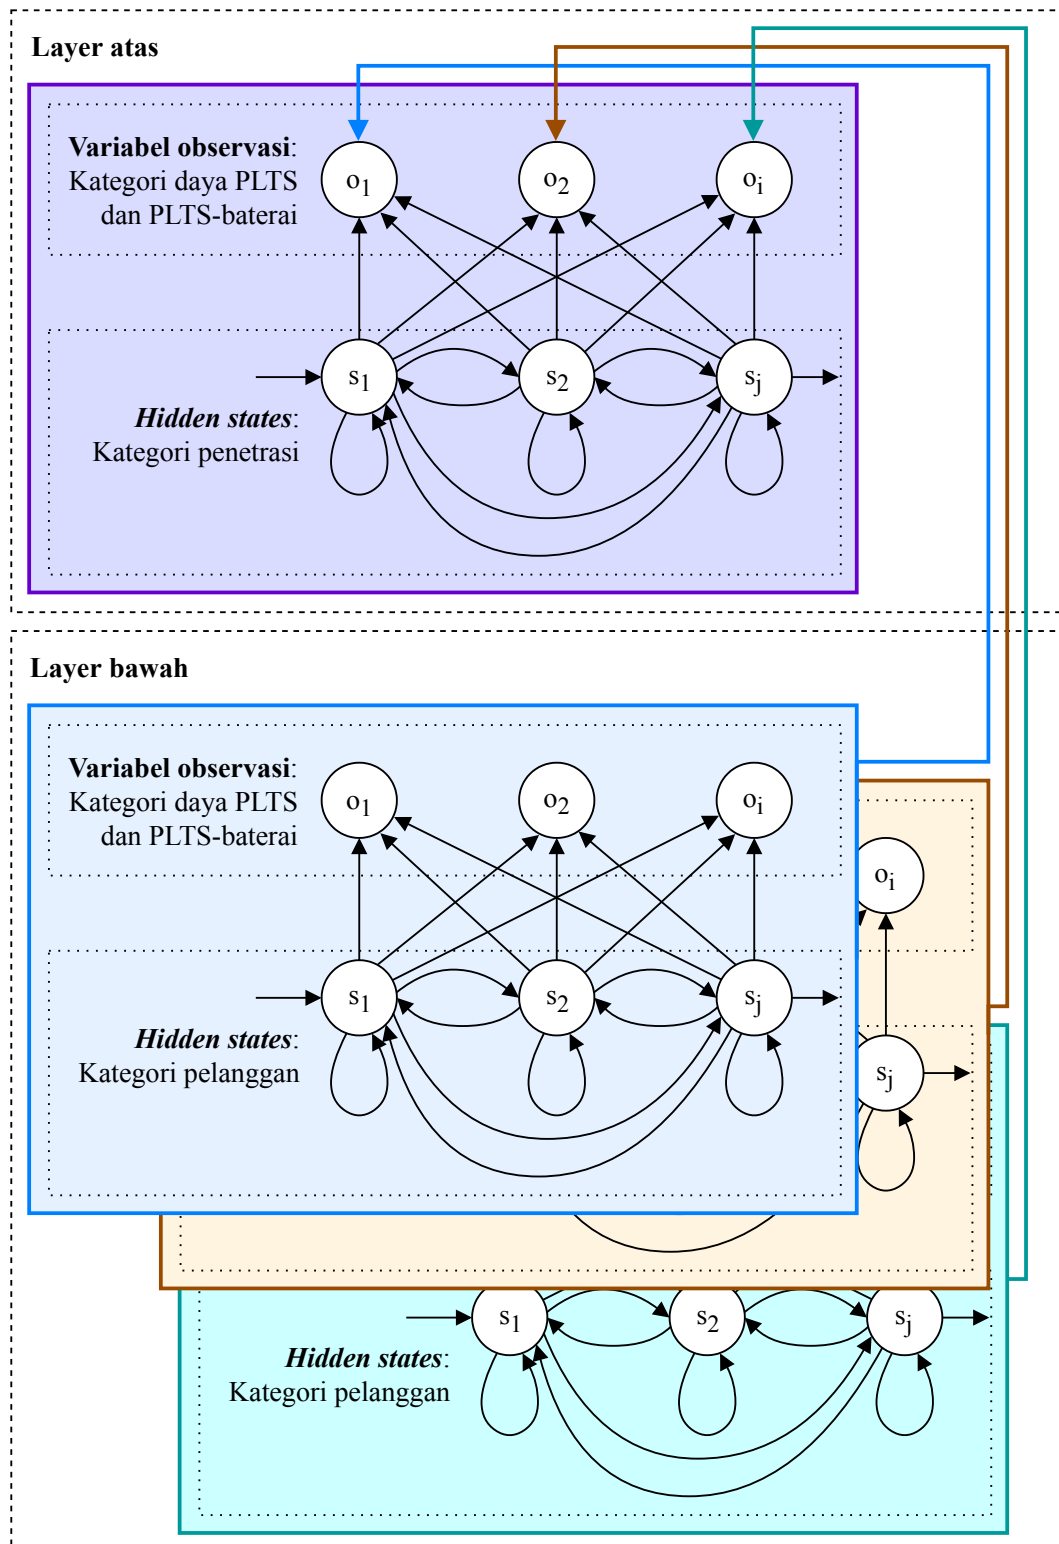 Layer atas
Variabel observasi:
Kategori daya PLTS
dan PLTS-baterai
o1 o2 oi
s1 s2 sj
Hidden states:
Kategori penetrasi
Layer bawah
Variabel observasi:
Kategori daya PLTS
dan PLTS-baterai
o1 o2 oi
oi
s1 s2 sj
Hidden states:
Kategori pelanggan
sj
s1 s2 sj
Hidden states:
Kategori pelanggan